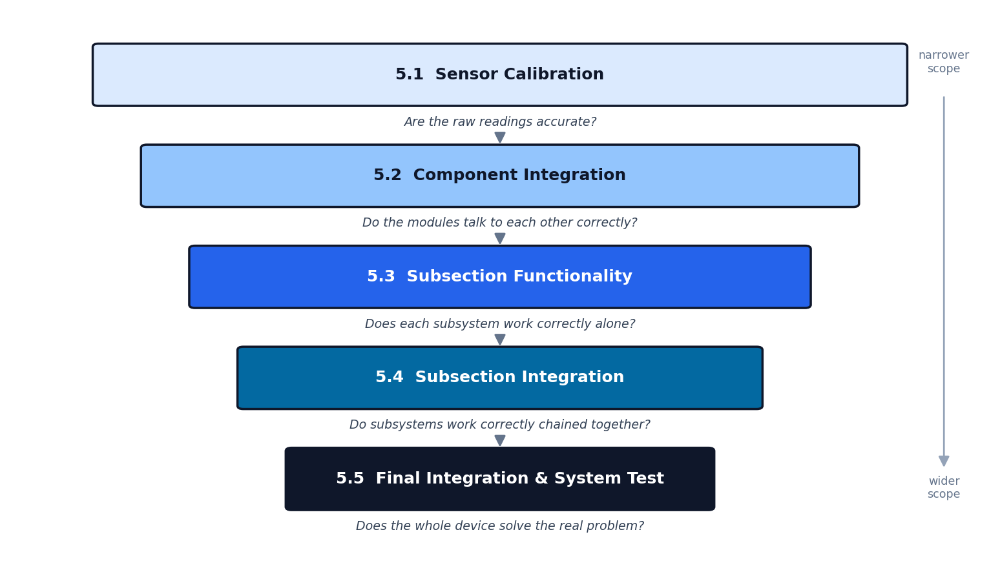 5.1  Sensor Calibration
narrower
scope
Are the raw readings accurate?
5.2  Component Integration
Do the modules talk to each other correctly?
5.3  Subsection Functionality
Does each subsystem work correctly alone?
5.4  Subsection Integration
Do subsystems work correctly chained together?
5.5  Final Integration & System Test
wider
scope
Does the whole device solve the real problem?